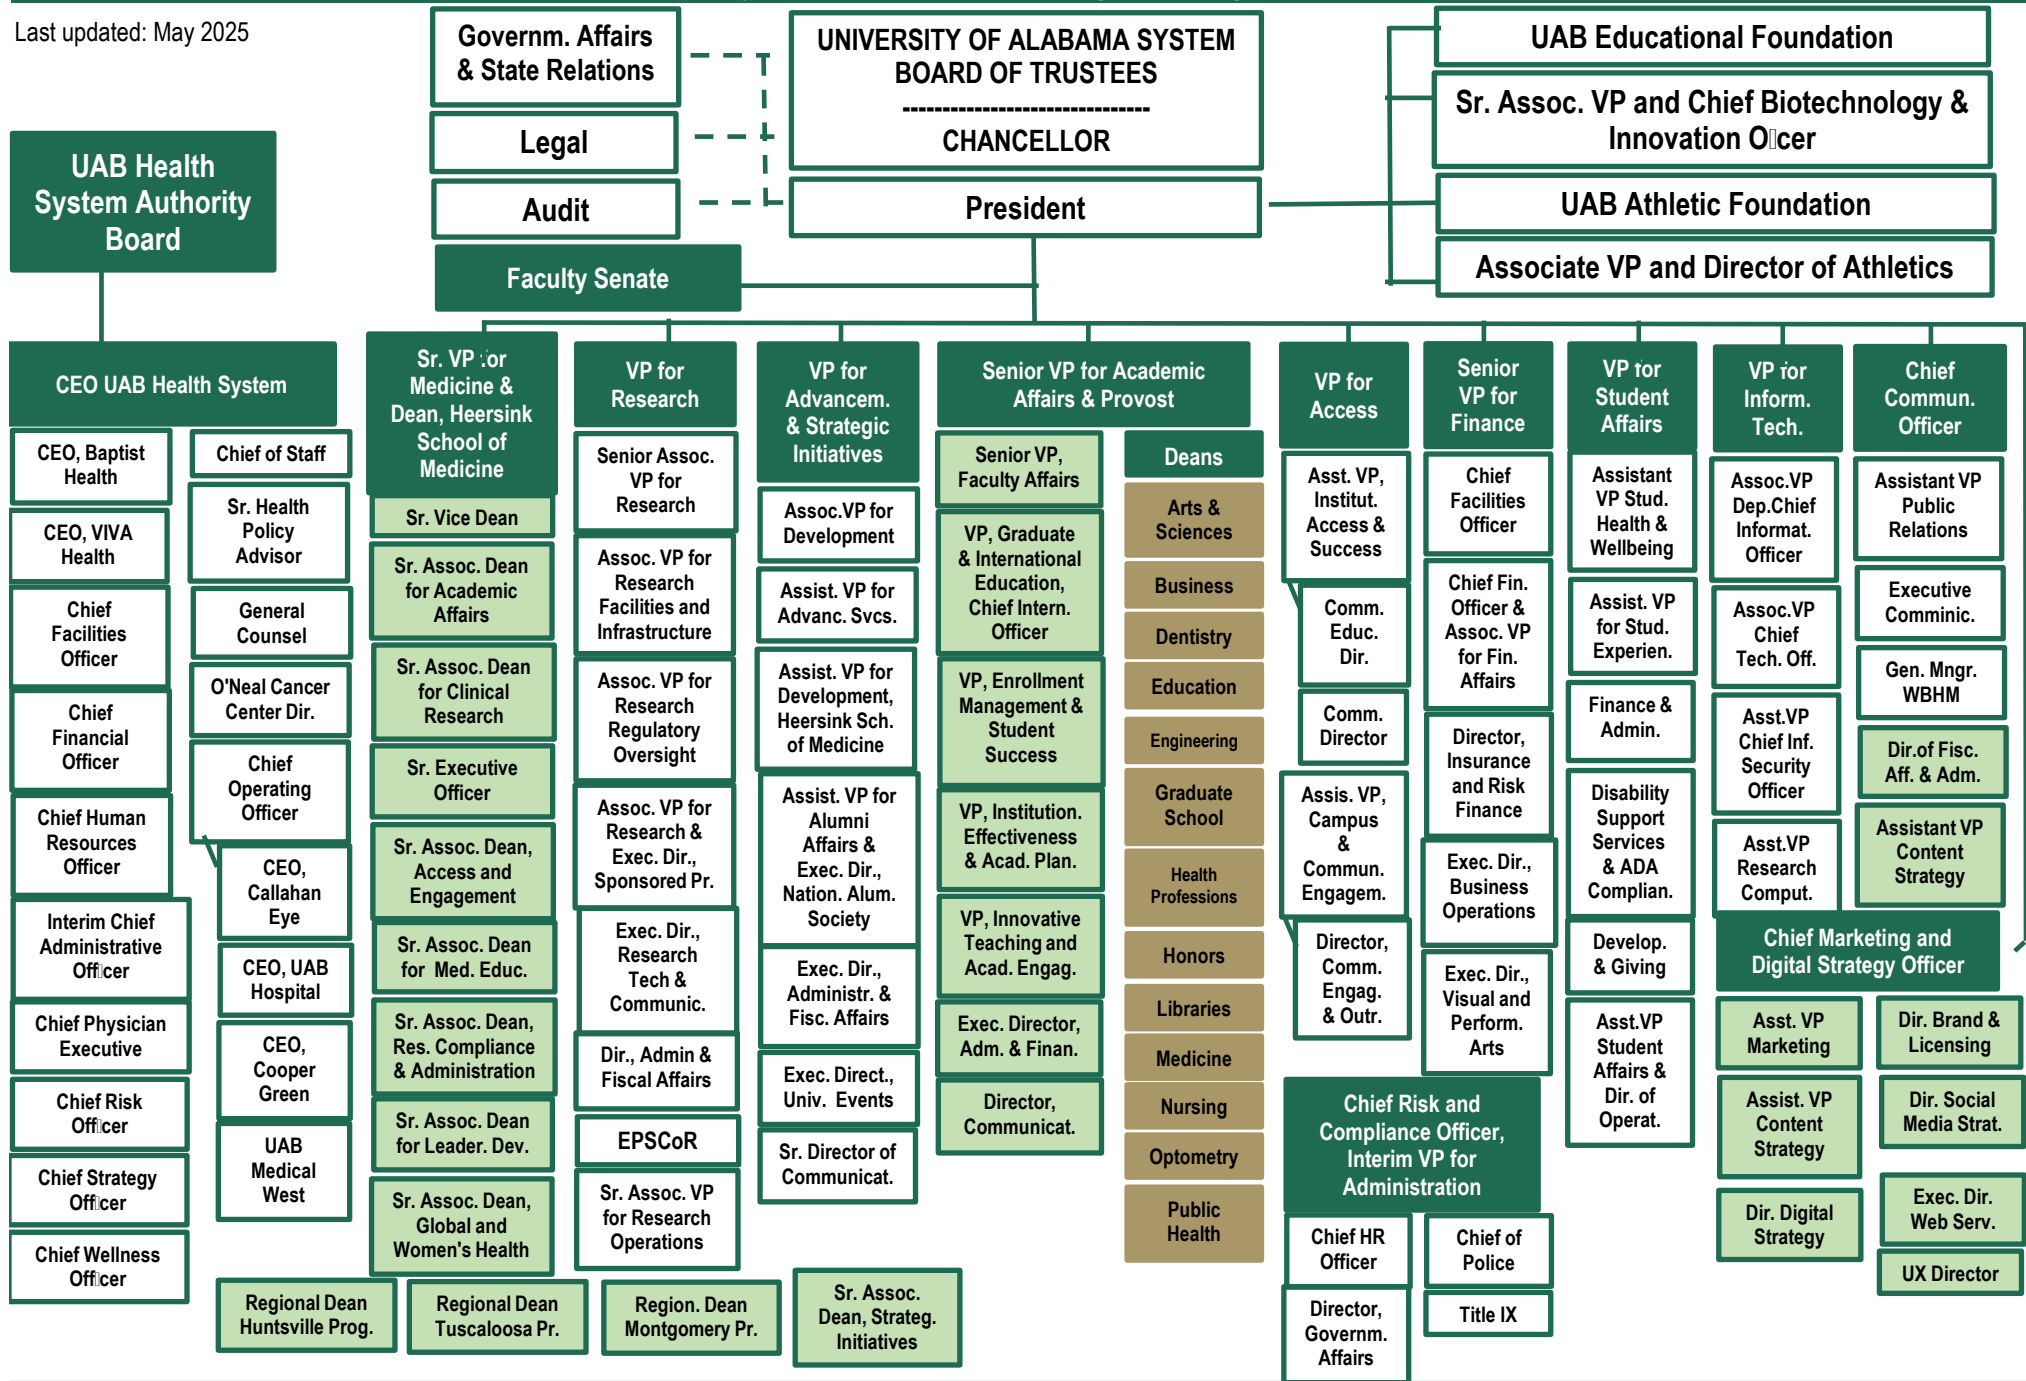 Last updated: May 2025
Governm. Affairs
& State Relations
Legal
Audit
UNIVERSITY OF ALABAMA SYSTEM
BOARD OF TRUSTEES
-------------------------------
CHANCELLOR
President
UAB Educational Foundation
Sr. Assoc. VP and Chief Biotechnology &
Innovation O▯cer
UAB Athletic Foundation
Associate VP and Director of Athletics
UAB Health
System Authority
Board
Faculty Senate
CEO UAB Health System
CEO, Baptist
Health
CEO, VIVA
Health
Chief
Facilities
Officer
Chief
Financial
Officer
Chief Human
Resources
Officer
Interim Chief
Administrative
Off▯cer
Chief Physician
Executive
Chief Risk
Off▯cer
Chief Strategy
Off▯cer
Chief Wellness
Off▯cer
Chief of Staff
Sr. Health
Policy
Advisor
General
Counsel
O'Neal Cancer
Center Dir.
Chief
Operating
Officer
CEO,
Callahan
Eye
CEO, UAB
Hospital
CEO,
Cooper
Green
UAB
Medical
West
Sr. VP for
Medicine &
Dean, Heersink
School of
Medicine
Sr. Vice Dean
Sr. Assoc. Dean
for Academic
Affairs
Sr. Assoc. Dean
for Clinical
Research
Sr. Executive
Officer
Sr. Assoc. Dean,
Access and
Engagement
Sr. Assoc. Dean
for Med. Educ.
Sr. Assoc. Dean,
Res. Compliance
& Administration
Sr. Assoc. Dean
for Leader. Dev.
Sr. Assoc. Dean,
Global and
Women's Health
Regional Dean
Huntsville Prog.
Regional Dean
Tuscaloosa Pr.
Region. Dean
Montgomery Pr.
Sr. Assoc.
Dean, Strateg.
Initiatives
VP for
Research
Senior Assoc.
VP for
Research
Assoc. VP for
Research
Facilities and
Infrastructure
Assoc. VP for
Research
Regulatory
Oversight
Assoc. VP for
Research &
Exec. Dir.,
Sponsored Pr.
Exec. Dir.,
Research
Tech &
Communic.
Dir., Admin &
Fiscal Affairs
EPSCoR
Sr. Assoc. VP
for Research
Operations
VP for
Advancem.
& Strategic
Initiatives
Assoc.VP for
Development
Assist. VP for
Advanc. Svcs.
Assist. VP for
Development,
Heersink Sch.
of Medicine
Assist. VP for
Alumni
Affairs &
Exec. Dir.,
Nation. Alum.
Society
Exec. Dir.,
Administr. &
Fisc. Affairs
Exec. Direct.,
Univ. Events
Sr. Director of
Communicat.
Senior VP for Academic
Affairs & Provost
Senior VP,
Faculty Affairs
VP, Graduate
& International
Education,
Chief Intern.
Officer
VP, Enrollment
Management &
Student
Success
VP, Institution.
Effectiveness
& Acad. Plan.
VP, Innovative
Teaching and
Acad. Engag.
Exec. Director,
Adm. & Finan.
Director,
Communicat.
Deans
Arts &
Sciences
Business
Dentistry
Education
Engineering
Graduate
School
Health
Professions
Honors
Libraries
Medicine
Nursing
Optometry
Public
Health
VP for
Access
Asst. VP,
Institut.
Access &
Success
Comm.
Educ.
Dir.
Comm.
Director
Assis. VP,
Campus
&
Commun.
Engagem.
Director,
Comm.
Engag.
& Outr.
Senior
VP for
Finance
Chief
Facilities
Officer
Chief Fin.
Officer &
Assoc. VP
for Fin.
Affairs
Director,
Insurance
and Risk
Finance
Exec. Dir.,
Business
Operations
Exec. Dir.,
Visual and
Perform.
Arts
Chief Risk and
Compliance Officer,
Interim VP for
Administration
Chief HR
Officer
Director,
Governm.
Affairs
Chief of
Police
Title IX
VP for
Student
Affairs
Assistant
VP Stud.
Health &
Wellbeing
Assist. VP
for Stud.
Experien.
Finance &
Admin.
Disability
Support
Services
& ADA
Complian.
Develop.
& Giving
Asst.VP
Student
Affairs &
Dir. of
Operat.
VP for
Inform.
Tech.
Assoc.VP
Dep.Chief
Informat.
Officer
Assoc.VP
Chief
Tech. Off.
Asst.VP
Chief Inf.
Security
Officer
Asst.VP
Research
Comput.
Chief
Commun.
Officer
Assistant VP
Public
Relations
Executive
Comminic.
Gen. Mngr.
WBHM
Dir.of Fisc.
Aff. & Adm.
Assistant VP
Content
Strategy
Chief Marketing and
Digital Strategy Officer
Asst. VP
Marketing
Assist. VP
Content
Strategy
Dir. Digital
Strategy
Dir. Brand &
Licensing
Dir. Social
Media Strat.
Exec. Dir.
Web Serv.
UX Director